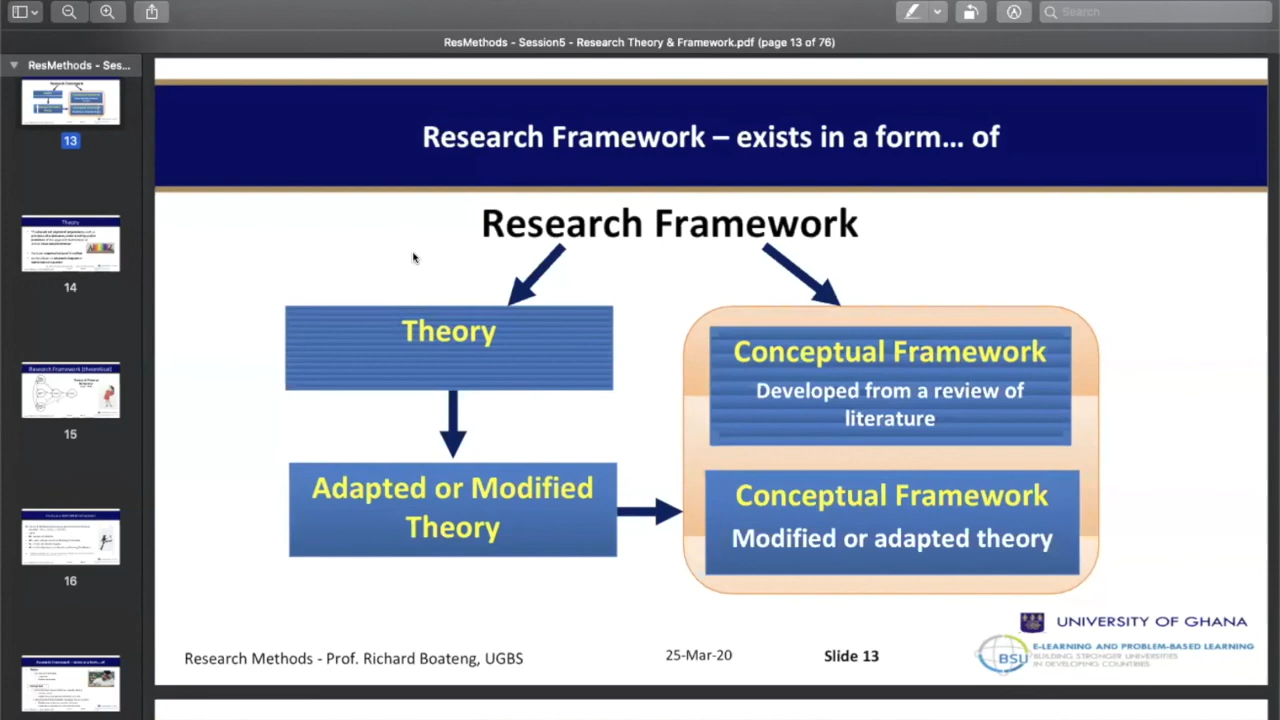 Search
ResMethods - Session5 - Research Theory & Framework.pdf (page 13 of 76)
ResMethods - Ses...
13
14
15
16
Theory
Research Framework – exists in a form... of
Research Framework
Theory
Conceptual Framework
Developed from a review of
literature
Adapted or Modified
Theory
Conceptual Framework
Modified or adapted theory
UNIVERSITY OF GHANA
BSU
E-LEARNING AND PROBLEM-BASED LEARNING
BUILDING STRONGER UNIVERSITIES
IN DEVELOPING COUNTRIES
Research Methods - Prof. Richard Boateng, UGBS
25-Mar-20
Slide 13